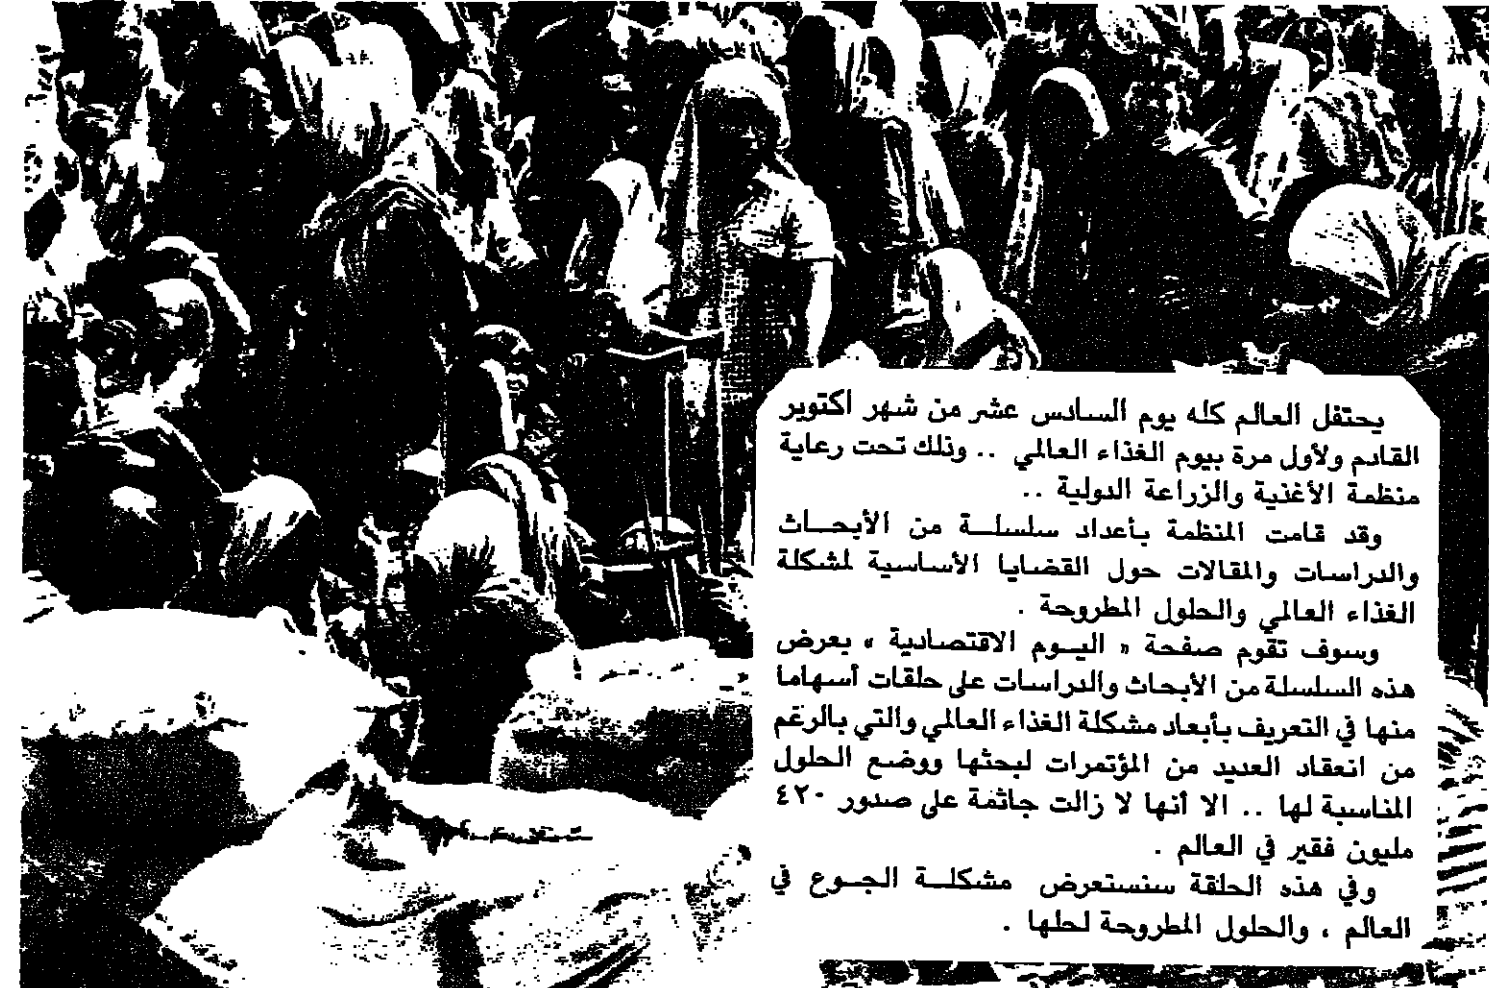 يحتفل العالم كله يوم السادس عشر من شهر اكتوبر
القادم ولأول مرة بيوم الغذاء العالمي .. وذلك تحت رعاية
منظمة الأغذية والزراعة الدولية ..
وقد قامت المنظمة بأعداد سلسلة من الأبحاث
والدراسات والمقالات حول القضايا الأساسية لمشكلة
الغذاء العالمي والحلول المطروحة .
وسوف تقوم صفحة « اليوم الاقتصادية » بعرض
هذه السلسلة من الأبحاث والدراسات على حلقات أسهاما
منها في التعريف بأبعاد مشكلة الغذاء العالمي والتي بالرغم
من انعقاد العديد من المؤتمرات لبحثها ووضع الحلول
المناسبة لها .. الا أنها لا زالت جاثمة على صدور ٤٢٠
مليون فقير في العالم .
وفي هذه الحلقة سنستعرض مشكلة الجوع في
العالم ، والحلول المطروحة لحلها .